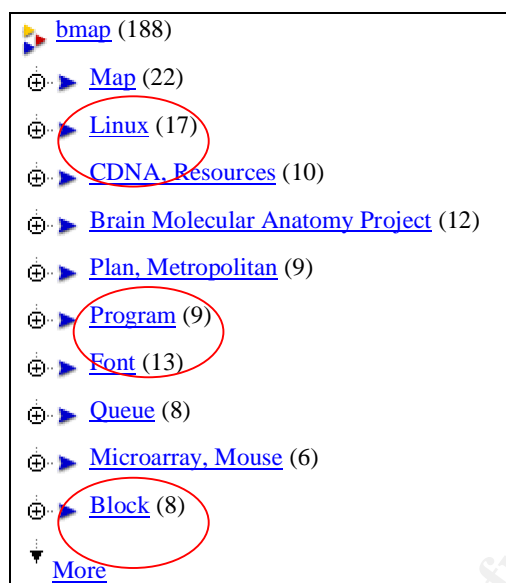 bmap (188)
Map (22)
Linux (17)
CDNA, Resources (10)
Brain Molecular Anatomy Project (12)
Plan, Metropolitan (9)
Program (9)
Font (13)
Queue (8)
Microarray, Mouse (6)
Block (8)
More